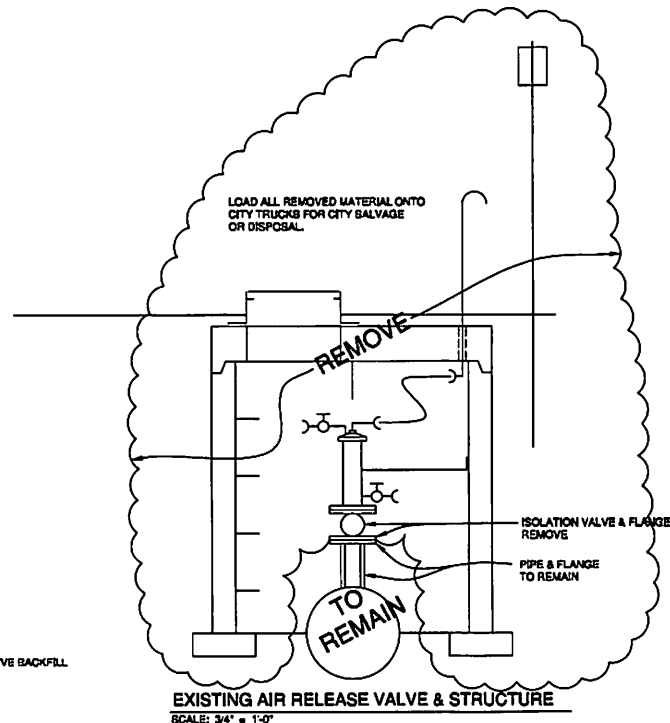 LOAD ALL REMOVED MATERIAL ONTO
CITY TRUCKS FOR CITY SALVAGE
OR DISPOSAL.
REMOVE
ISOLATION VALVE & FLANGE
REMOVE
PIPE & FLANGE
TO REMAIN
TO
REMAIN
VE BACKFILL
EXISTING AIR RELEASE VALVE & STRUCTURE
SCALE: 3/4" = 1'-0"